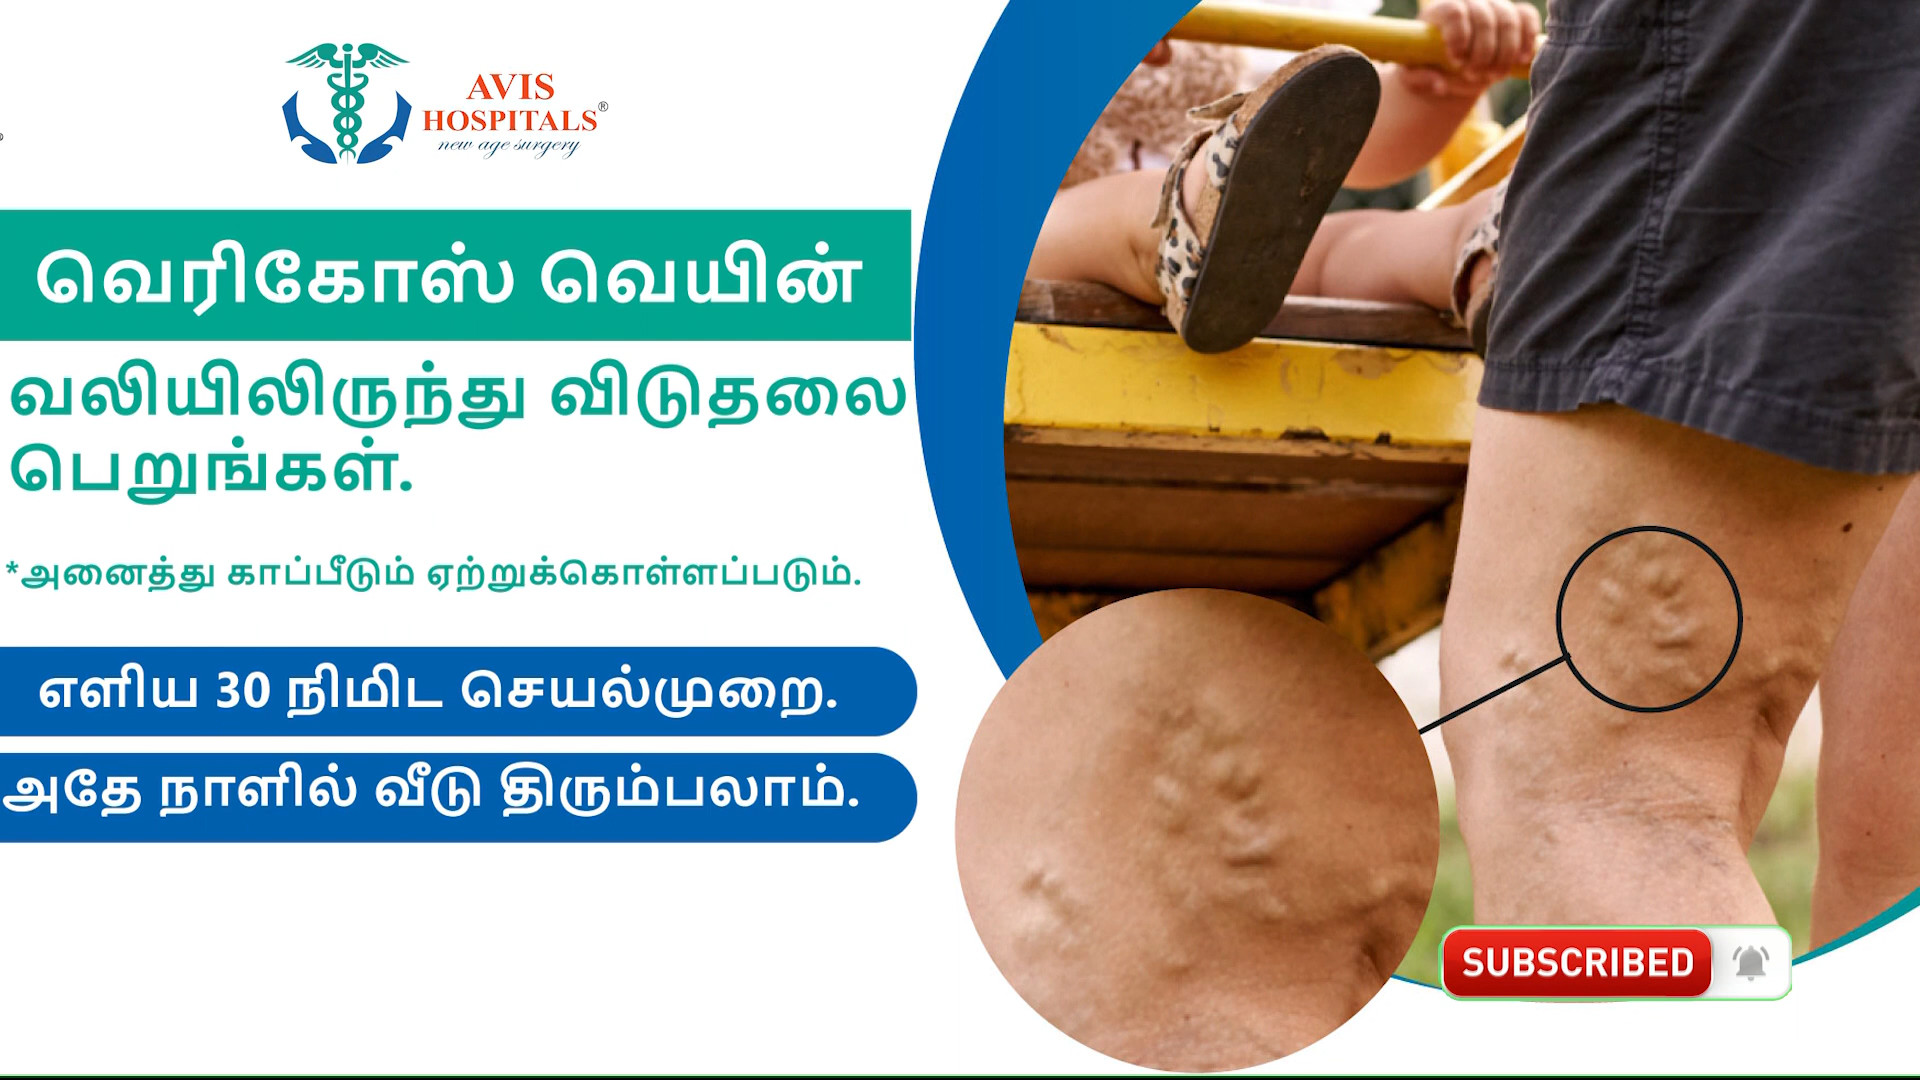 AVIS
HOSPITALS®
new age surgery
®
வெரிகோஸ் வெயின்
வலியிலிருந்து விடுதலை
பெறுங்கள்.
*அனைத்து காப்பீடும் ஏற்றுக்கொள்ளப்படும்.
எளிய 30 நிமிட செயல்முறை.
அதே நாளில் வீடு திரும்பலாம்.
SUBSCRIBED